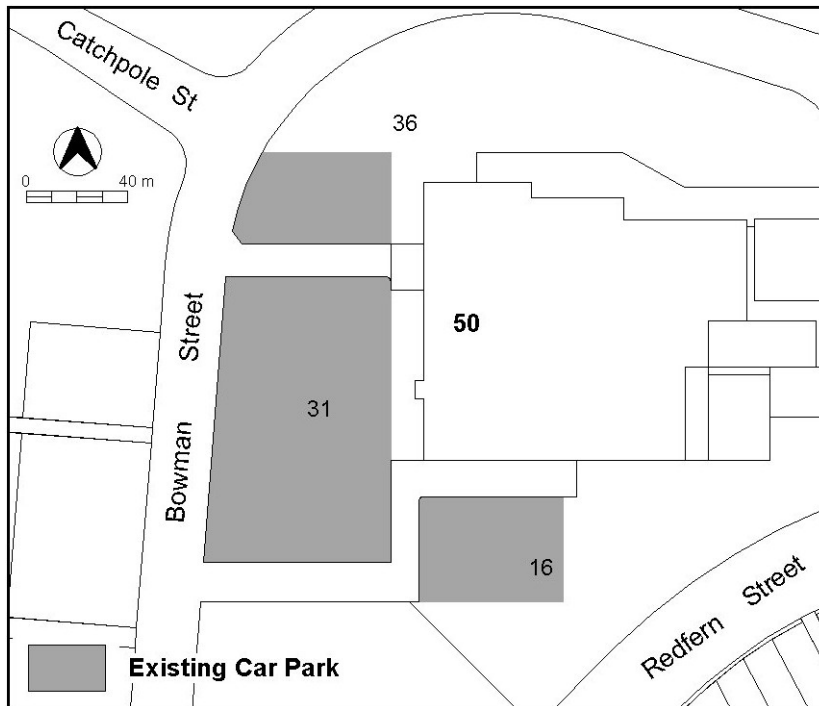 Catchpole St
36
0 40 m
50
Bowman Street
31
16
Redfern Street
Existing Car Park